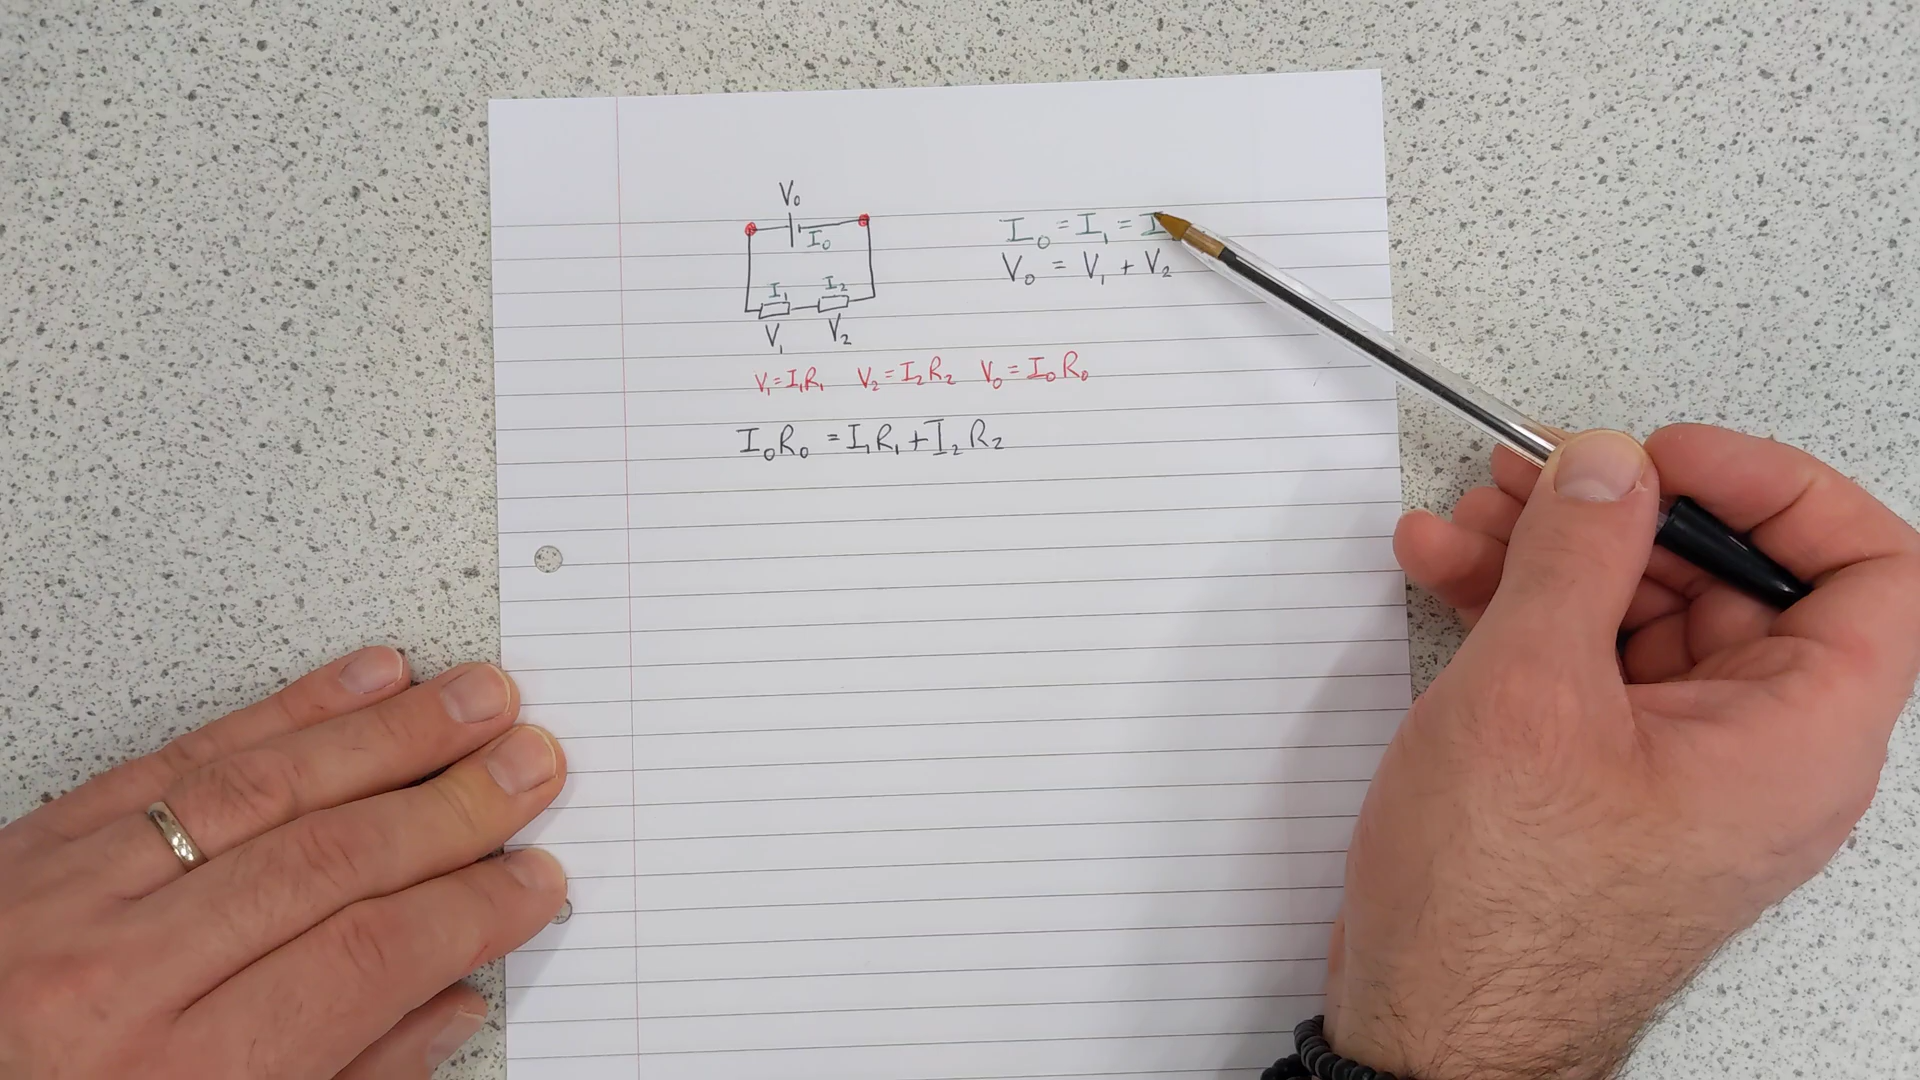 V₀
I₀
I₀ = I₁ = I
V₀ = V₁ + V₂
I₁ I₂
V₁ V₂
V₁=I₁R₁ V₂=I₂R₂ V₀=I₀R₀
I₀R₀ = I₁R₁ + I₂R₂